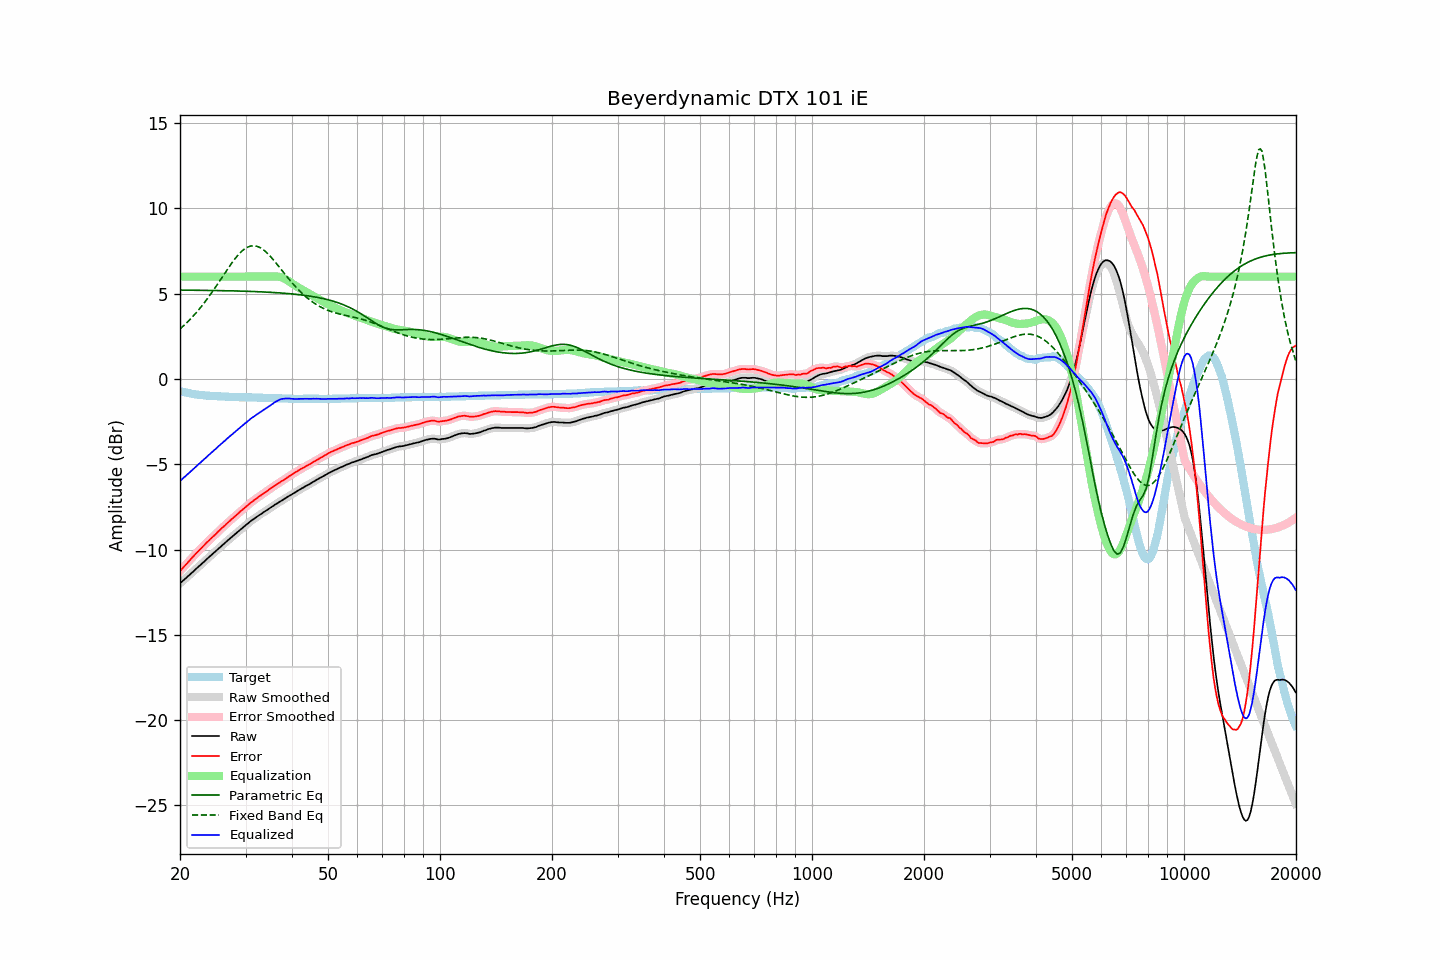 Beyerdynamic DTX 101 iE
15
10
5
0
−5
−10
−15
−20
−25
Amplitude (dBr)
Target
Raw Smoothed
Error Smoothed
Raw
Error
Equalization
Parametric Eq
Fixed Band Eq
Equalized
20 50 100 200 500 1000 2000 5000 10000 20000
Frequency (Hz)